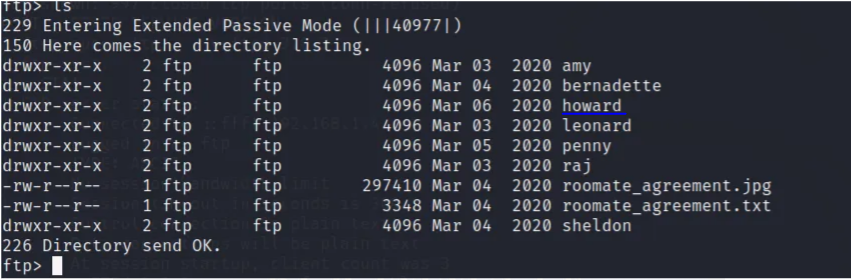 ftp> ls
229 Entering Extended Passive Mode (|||40977|)
150 Here comes the directory listing.
drwxr-xr-x    2 ftp      ftp          4096 Mar 03  2020 amy
drwxr-xr-x    2 ftp      ftp          4096 Mar 04  2020 bernadette
drwxr-xr-x    2 ftp      ftp          4096 Mar 06  2020 howard
drwxr-xr-x    2 ftp      ftp          4096 Mar 03  2020 leonard
drwxr-xr-x    2 ftp      ftp          4096 Mar 05  2020 penny
drwxr-xr-x    2 ftp      ftp          4096 Mar 03  2020 raj
-rw-r--r--    1 ftp      ftp        297410 Mar 04  2020 roomate_agreement.jpg
-rw-r--r--    1 ftp      ftp          3348 Mar 04  2020 roomate_agreement.txt
drwxr-xr-x    2 ftp      ftp          4096 Mar 04  2020 sheldon
226 Directory send OK.
ftp>